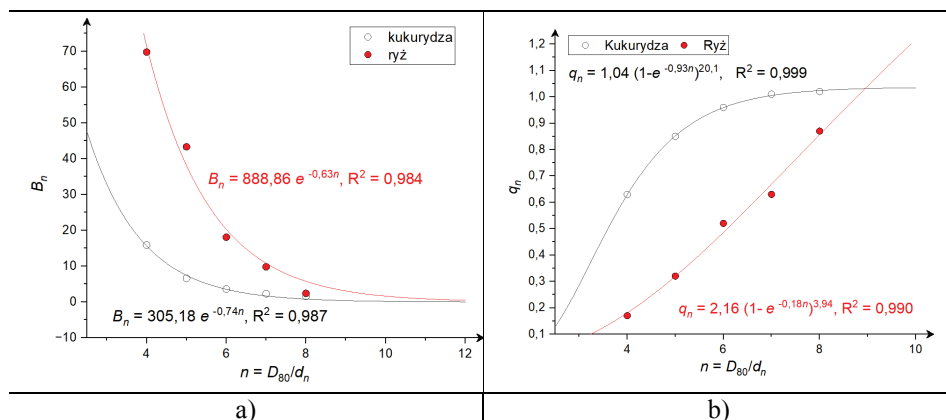 70
60
50
40
30
20
10
0
−10
B_n
kukurydza
ryż
B_n = 888,86 e^{-0,63n}, R² = 0,984
B_n = 305,18 e^{-0,74n}, R² = 0,987
4 6 8 10 12
n = D_80/d_n
a)
1,2
1,1
1,0
0,9
0,8
0,7
0,6
0,5
0,4
0,3
0,2
0,1
q_n
Kukurydza Ryż
q_n = 1,04 (1-e^{-0,93n})^{20,1}, R² = 0,999
q_n = 2,16 (1- e^{-0,18n})^{3,94}, R² = 0,990
4 6 8 10
n = D_80/d_n
b)